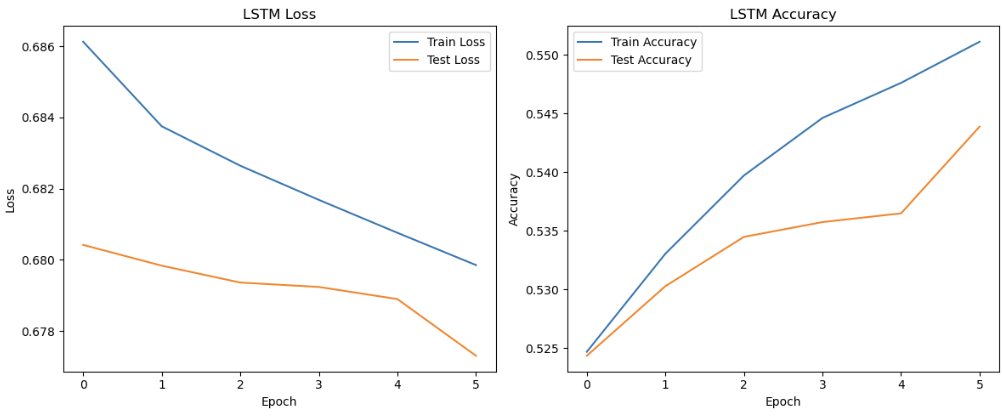 LSTM Loss
0.686
0.684
0.682
0.680
0.678
Loss
0
1
2
3
4
5
Epoch
Train Loss
Test Loss
LSTM Accuracy
0.550
0.545
0.540
0.535
0.530
0.525
Accuracy
0
1
2
3
4
5
Epoch
Train Accuracy
Test Accuracy